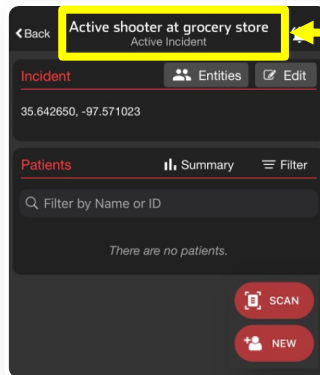 Back
Active shooter at grocery store
Active Incident
Incident
Entities
Edit
35.642650, -97.571023
Patients
Summary
Filter
Filter by Name or ID
There are no patients.
SCAN
NEW